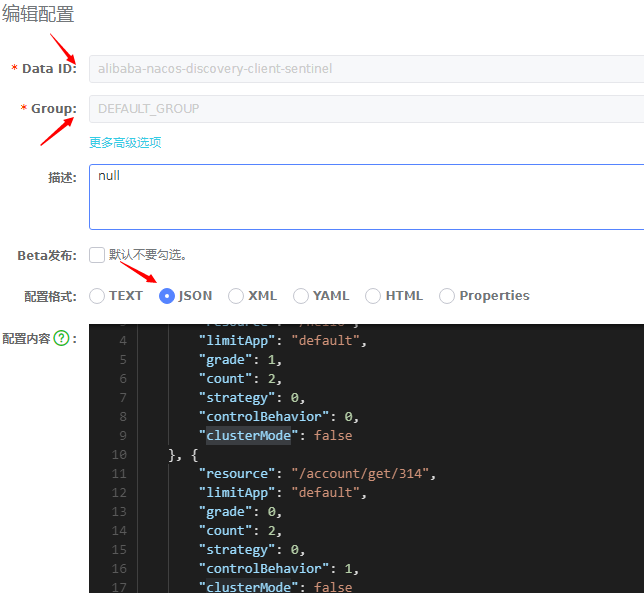 编辑配置
* Data ID: alibaba-nacos-discovery-client-sentinel
* Group: DEFAULT_GROUP
更多高级选项
描述: null
Beta发布: 默认不要勾选。
配置格式: TEXT JSON XML YAML HTML Properties
配置内容 ? :
3 "resource": "/hello",
4 "limitApp": "default",
5 "grade": 1,
6 "count": 2,
7 "strategy": 0,
8 "controlBehavior": 0,
9 "clusterMode": false
10 }, {
11 "resource": "/account/get/314",
12 "limitApp": "default",
13 "grade": 0,
14 "count": 2,
15 "strategy": 0,
16 "controlBehavior": 1,
17 "clusterMode": false